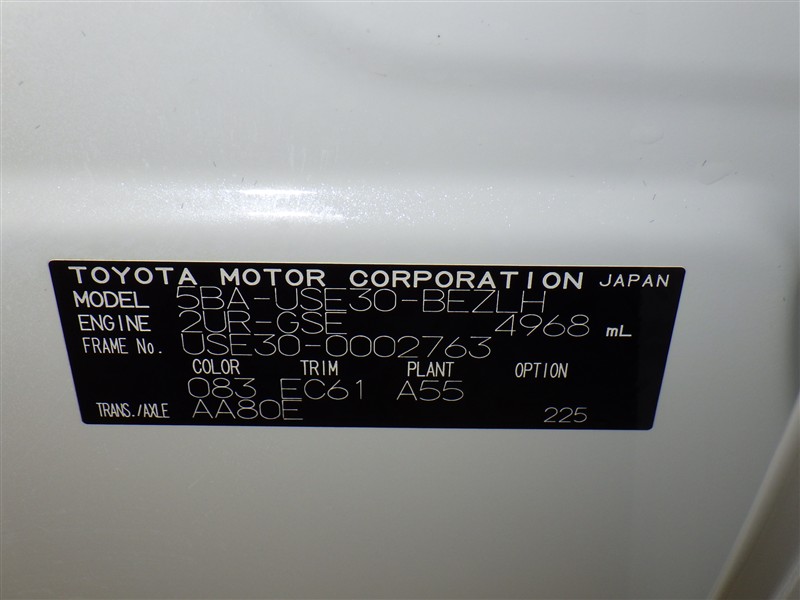 TOYOTA MOTOR CORPORATION JAPAN
MODEL 5BA-USE30-BEZLH
ENGINE 2UR-GSE 4968 mL
FRAME No. USE30-0002763
COLOR TRIM PLANT OPTION
083 EC61 A55
TRANS./AXLE AA80E 225